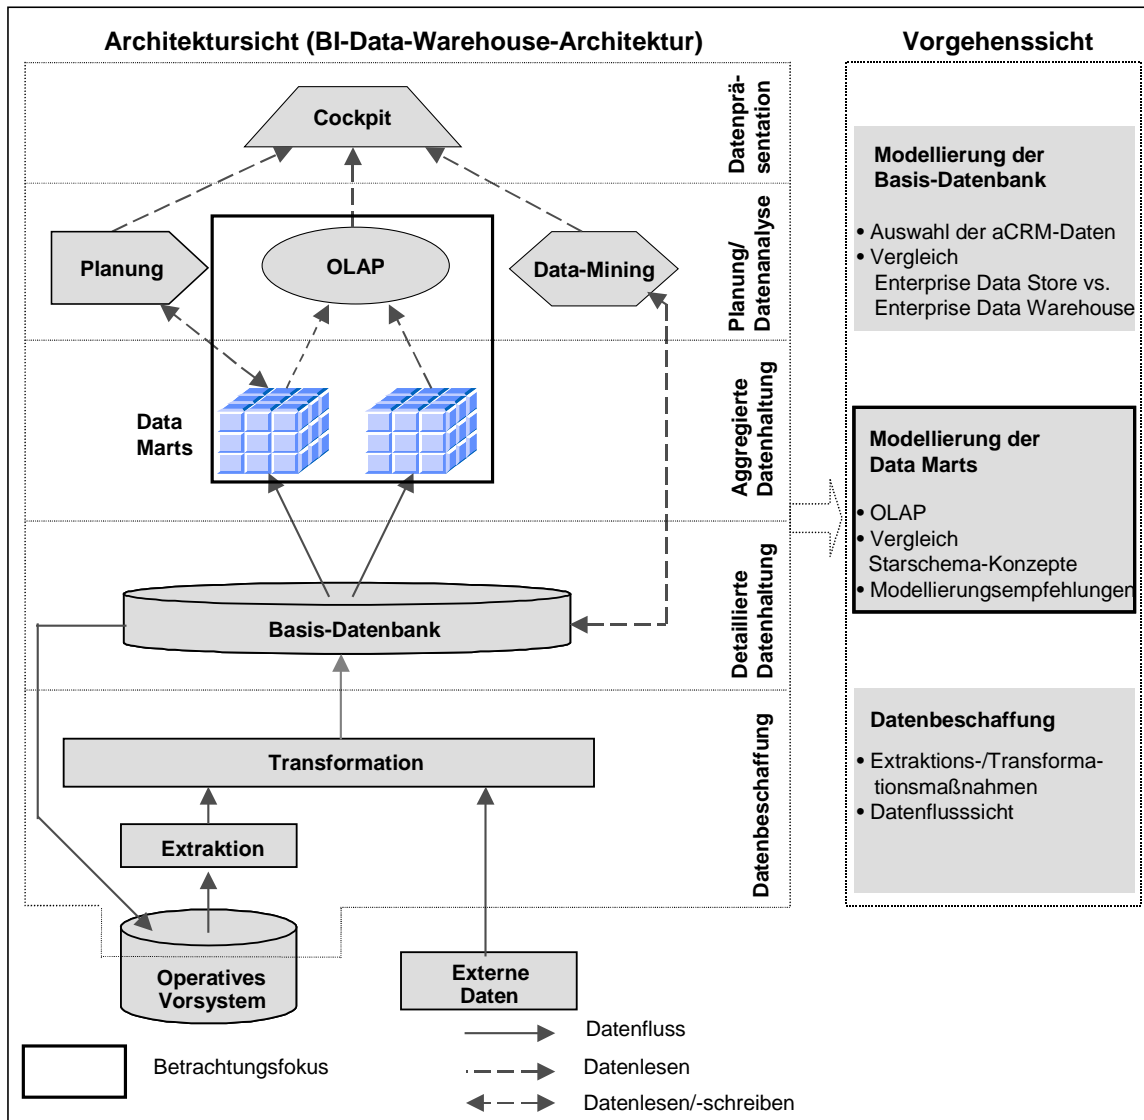 Architektursicht (BI-Data-Warehouse-Architektur)
Vorgehenssicht
Cockpit
Datenprä-
sentation
Planung
OLAP
Data-Mining
Planung/
Datenanalyse
Data
Marts
Aggregierte
Datenhaltung
Basis-Datenbank
Detaillierte
Datenhaltung
Transformation
Extraktion
Datenbeschaffung
Operatives
Vorsystem
Externe
Daten
Modellierung der
Basis-Datenbank
• Auswahl der aCRM-Daten
• Vergleich
Enterprise Data Store vs.
Enterprise Data Warehouse
Modellierung der
Data Marts
• OLAP
• Vergleich
Starschema-Konzepte
• Modellierungsempfehlungen
Datenbeschaffung
• Extraktions-/Transforma-
tionsmaßnahmen
• Datenflusssicht
Betrachtungsfokus
Datenfluss
Datenlesen
Datenlesen/-schreiben